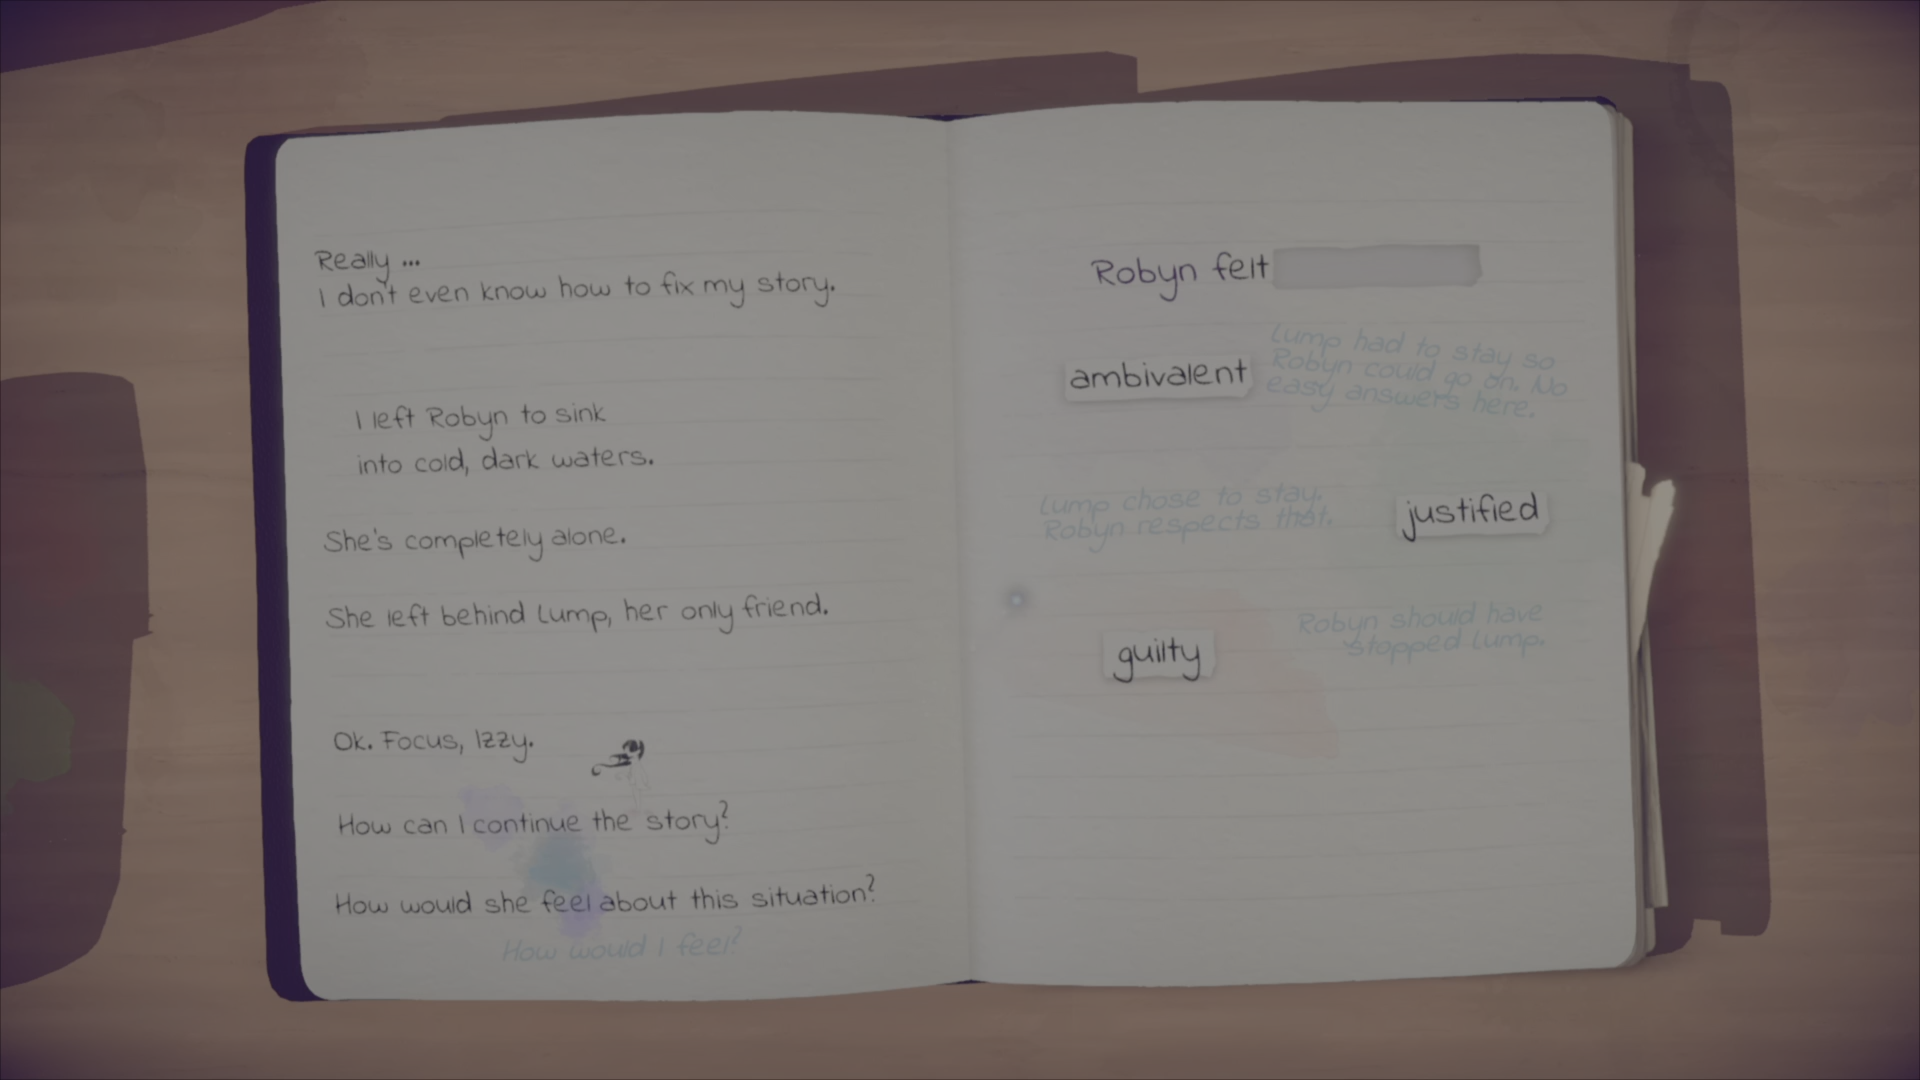 Really ...
I don't even know how to fix my story.
I left Robyn to sink
into cold, dark waters.
She's completely alone.
She left behind Lump, her only friend.
Ok. Focus, Izzy.
How can I continue the story?
How would she feel about this situation?
How would I feel?
Robyn felt
ambivalent
Lump had to stay so
Robyn could go on. No
easy answers here.
Lump chose to stay.
Robyn respects that.
justified
guilty
Robyn should have
stopped Lump.